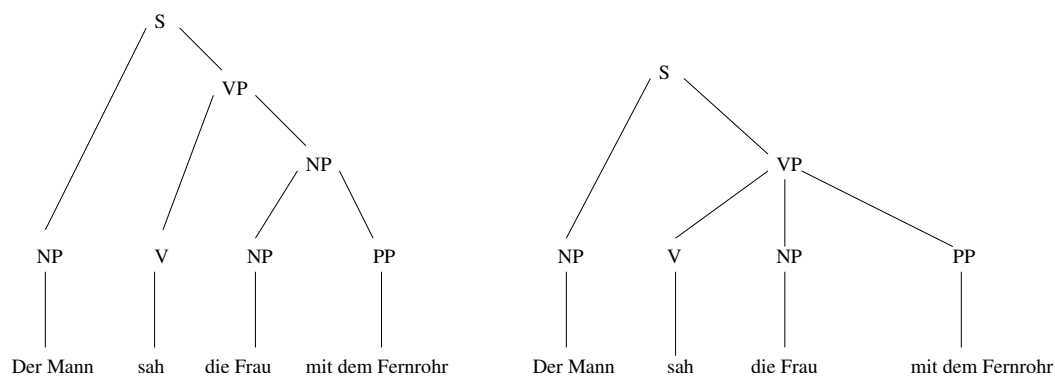 S
VP
NP
NP V NP PP
Der Mann sah die Frau mit dem Fernrohr
S
VP
NP V NP PP
Der Mann sah die Frau mit dem Fernrohr